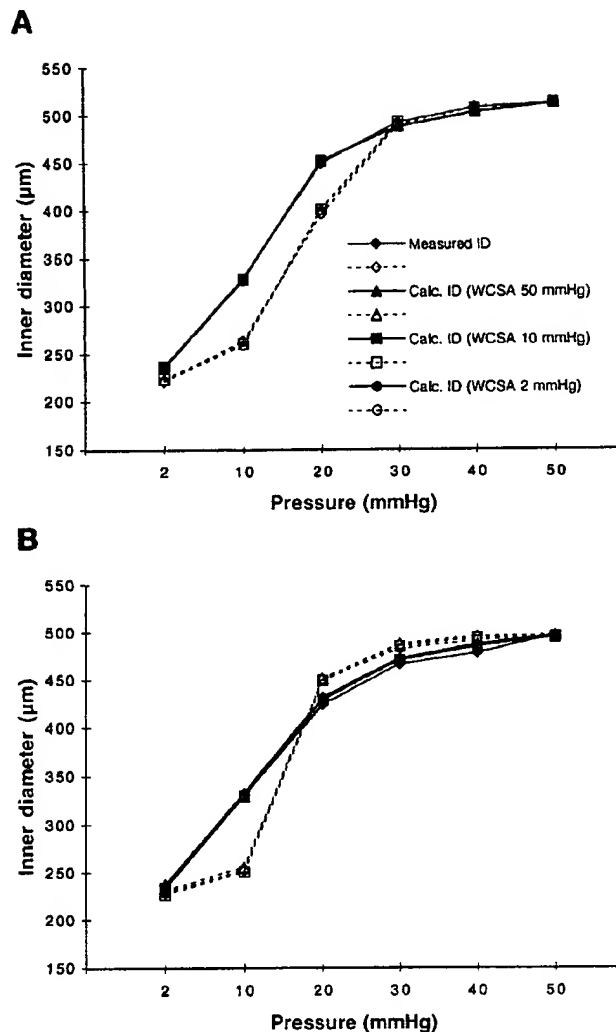 A
Inner diameter (µm)
550
500
450
400
350
300
250
200
150
Measured ID
Calc. ID (WCSA 50 mmHg)
Calc. ID (WCSA 10 mmHg)
Calc. ID (WCSA 2 mmHg)
2 10 20 30 40 50
Pressure (mmHg)
B
Inner diameter (µm)
550
500
450
400
350
300
250
200
150
2 10 20 30 40 50
Pressure (mmHg)